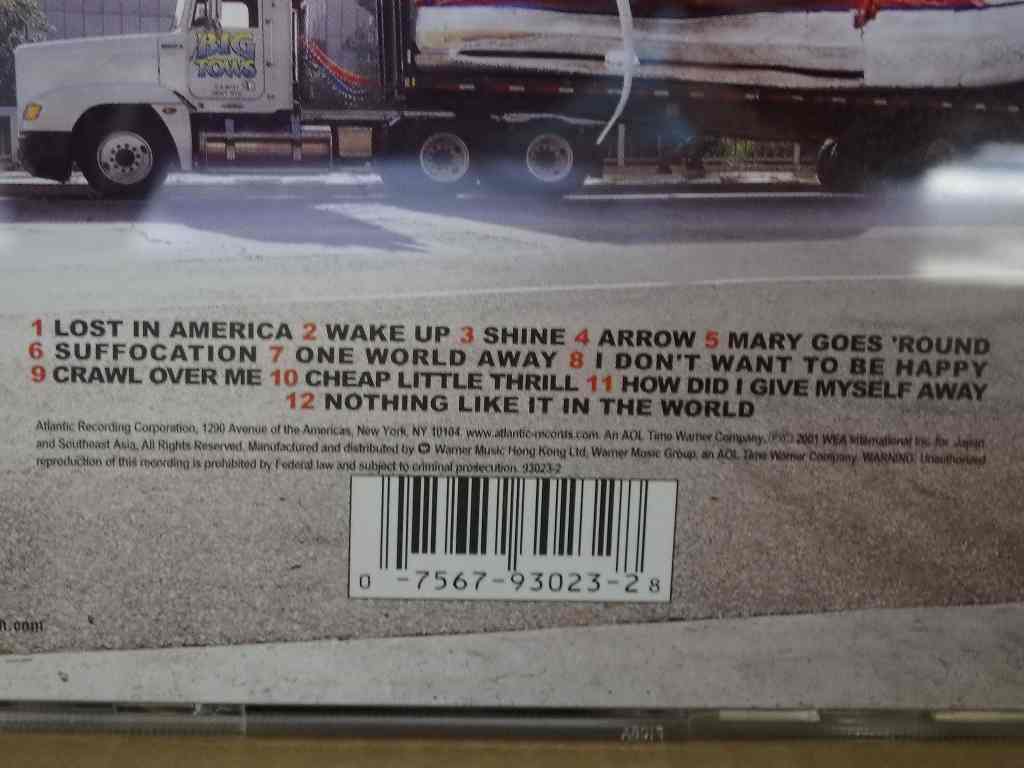 BIG
TOWS
1 LOST IN AMERICA 2 WAKE UP 3 SHINE 4 ARROW 5 MARY GOES 'ROUND
6 SUFFOCATION 7 ONE WORLD AWAY 8 I DON'T WANT TO BE HAPPY
9 CRAWL OVER ME 10 CHEAP LITTLE THRILL 11 HOW DID I GIVE MYSELF AWAY
12 NOTHING LIKE IT IN THE WORLD
Atlantic Recording Corporation, 1290 Avenue of the Americas, New York, NY 10104. www.atlantic-records.com. An AOL Time Warner Company. ℗© 2001 WEA International Inc. for Japan
and Southeast Asia. All Rights Reserved. Manufactured and distributed by Warner Music Hong Kong Ltd, Warner Music Group, an AOL Time Warner Company. WARNING: Unauthorized
reproduction of this recording is prohibited by Federal law and subject to criminal prosecution. 93023-2
0 -7567-93023-2 8
.com